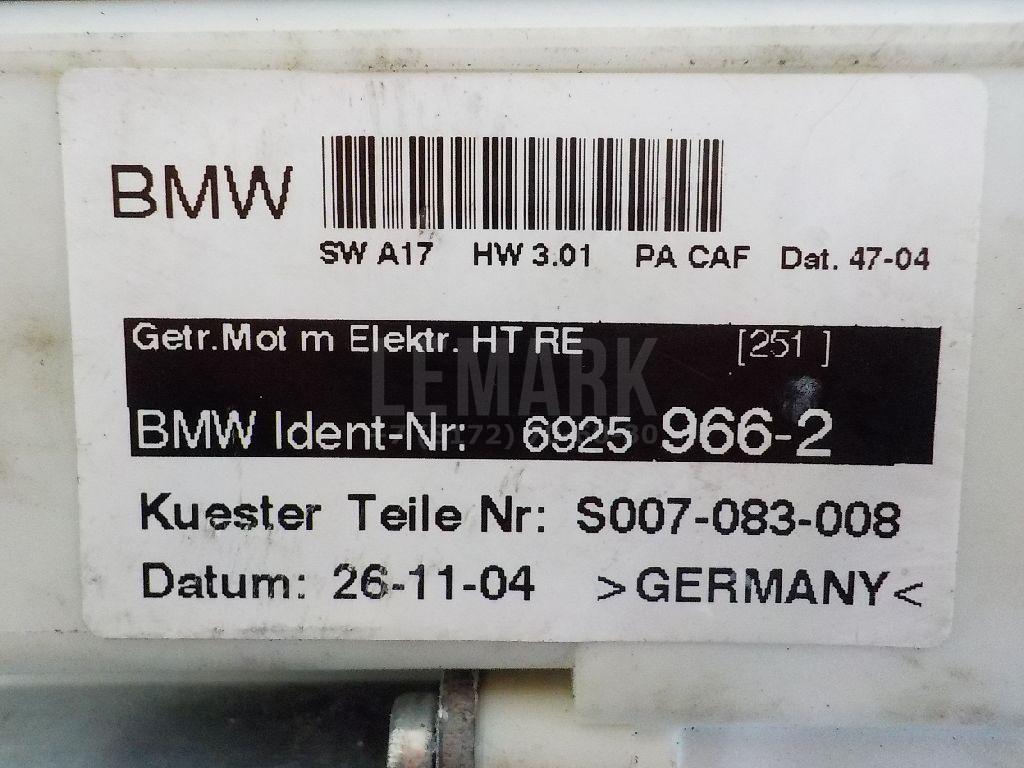 BMW
SW A17 HW 3.01 PA CAF Dat. 47-04
Getr.Mot m Elektr. HT RE [251 ]
LEMARK
BMW Ident-Nr: 6925 966-2
Kuester Teile Nr: S007-083-008
Datum: 26-11-04 >GERMANY<